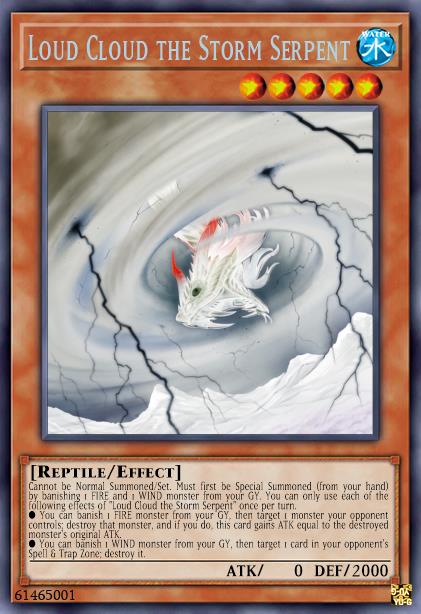 LOUD CLOUD THE STORM SERPENT
WATER
水
[REPTILE/EFFECT]
Cannot be Normal Summoned/Set. Must first be Special Summoned (from your hand)
by banishing 1 FIRE and 1 WIND monster from your GY. You can only use each of the
following effects of "Loud Cloud the Storm Serpent" once per turn.
● You can banish 1 FIRE monster from your GY, then target 1 monster your opponent
controls; destroy that monster, and if you do, this card gains ATK equal to the destroyed
monster's original ATK.
● You can banish 1 WIND monster from your GY, then target 1 card in your opponent's
Spell & Trap Zone; destroy it.
ATK/ 0 DEF/2000
61465001